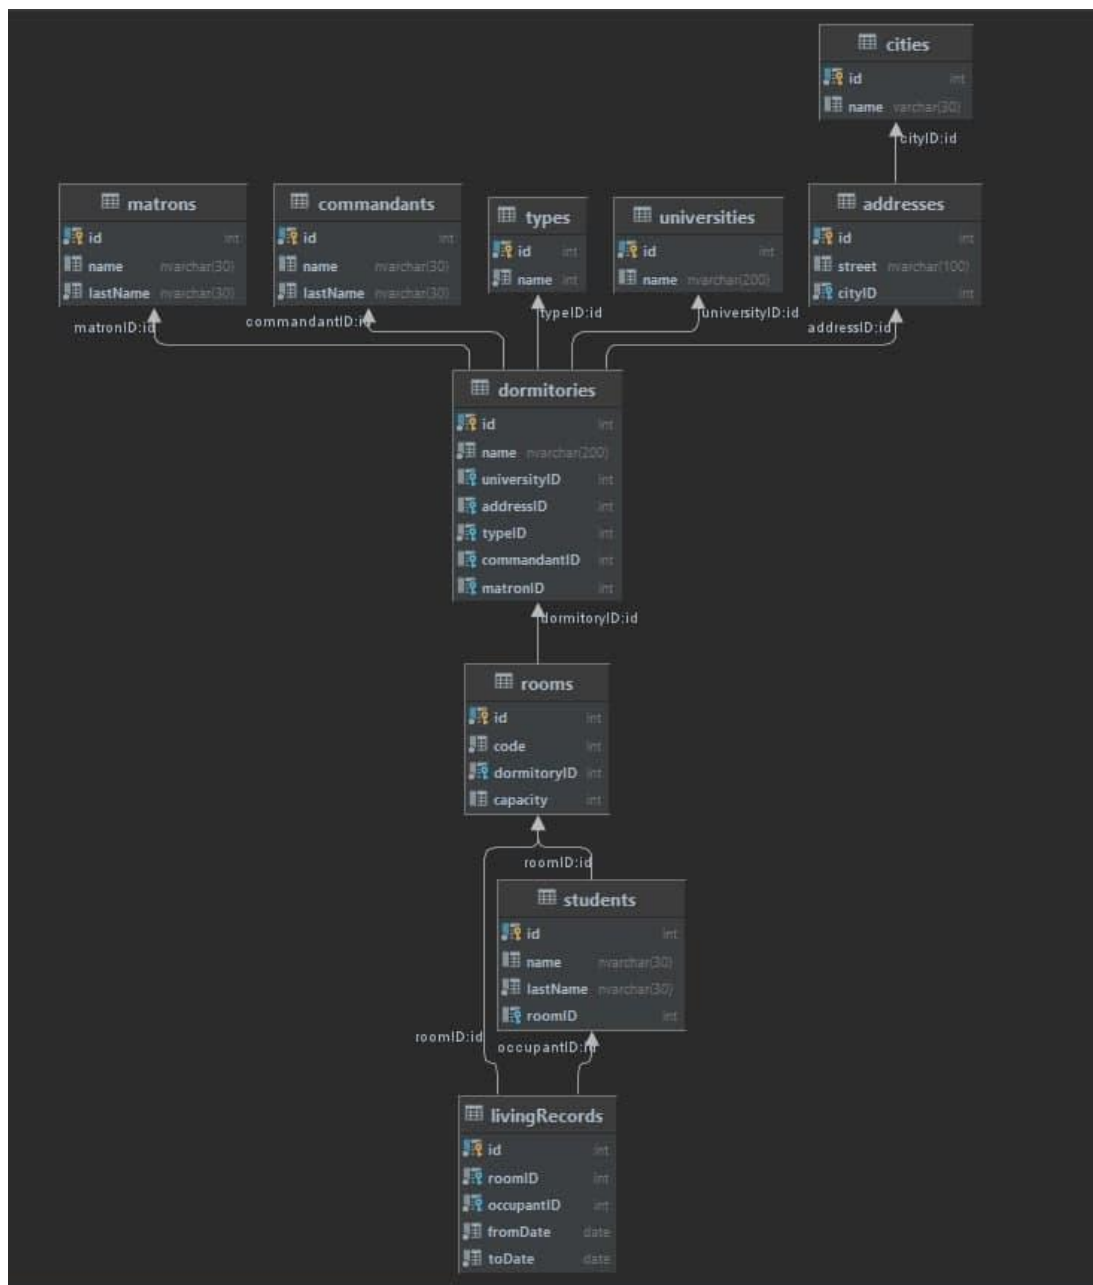 cities
id int
name varchar(30)
cityID:id
matrons
id int
name nvarchar(30)
lastName nvarchar(30)
commandants
id int
name nvarchar(30)
lastName nvarchar(30)
types
id int
name int
universities
id int
name nvarchar(200)
addresses
id int
street nvarchar(100)
cityID int
matronID:id
commandantID:id
typeID:id
universityID:id
addressID:id
dormitories
id int
name nvarchar(200)
universityID int
addressID int
typeID int
commandantID int
matronID int
dormitoryID:id
rooms
id int
code int
dormitoryID int
capacity int
roomID:id
students
id int
name nvarchar(30)
lastName nvarchar(30)
roomID int
roomID:id
occupantID:id
livingRecords
id int
roomID int
occupantID int
fromDate date
toDate date